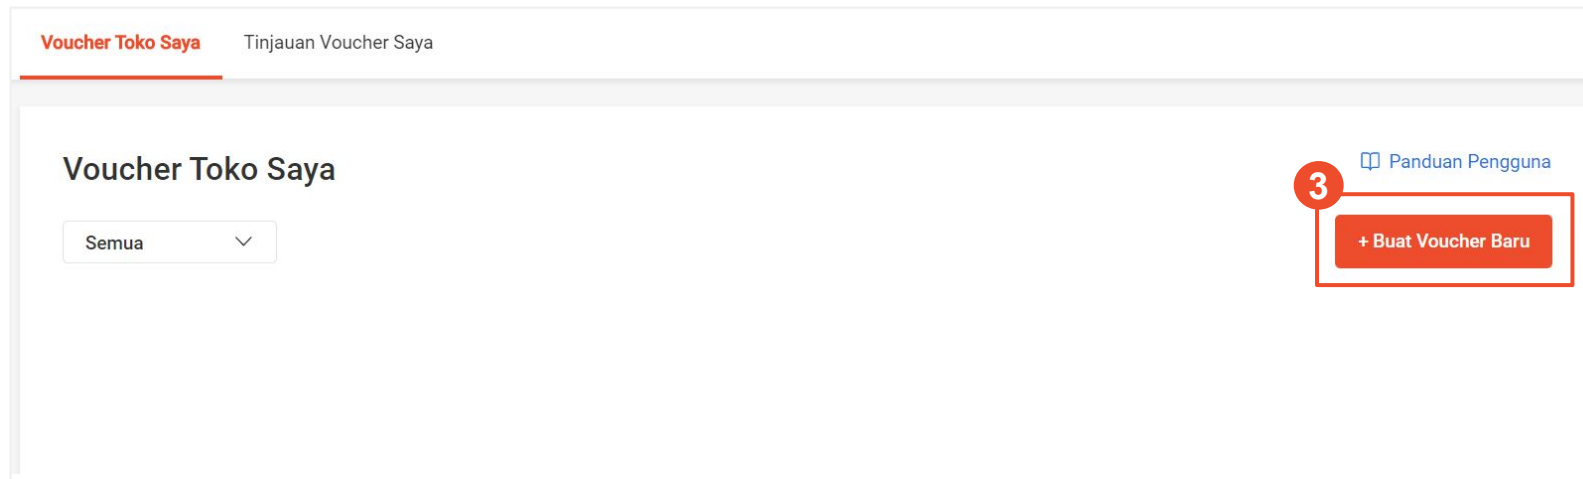 Voucher Toko Saya
Tinjauan Voucher Saya
Voucher Toko Saya
Panduan Pengguna
3
Semua
+ Buat Voucher Baru